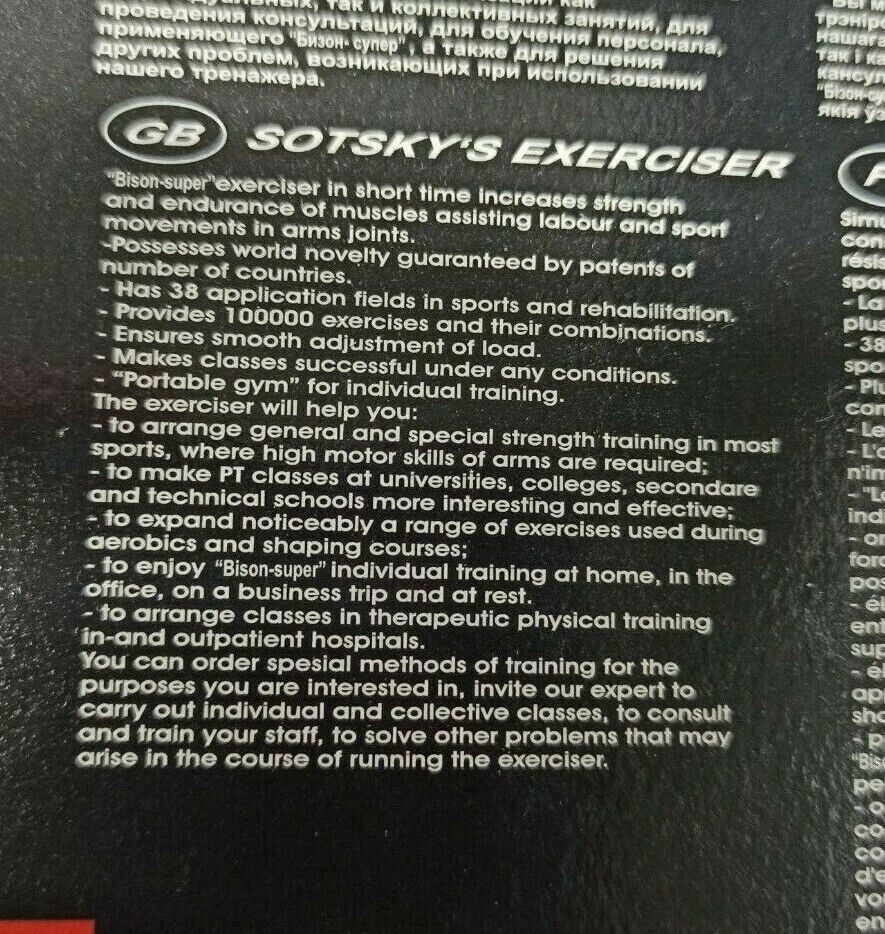 проведения консультаций, для обучения персонала,
применяющего "Бизон-супер", а также для решения
других проблем, возникающих при использовании
нашего тренажера.
GB SOTSKY'S EXERCISER
"Bison-super"exerciser in short time increases strength
and endurance of muscles assisting labour and sport
movements in arms joints.
-Possesses world novelty guaranteed by patents of
number of countries.
- Has 38 application fields in sports and rehabilitation.
- Provides 100000 exercises and their combinations.
- Ensures smooth adjustment of load.
- Makes classes successful under any conditions.
- "Portable gym" for individual training.
The exerciser will help you:
- to arrange general and special strength training in most
sports, where high motor skills of arms are required;
- to make PT classes at universities, colleges, secondare
and technical schools more interesting and effective;
- to expand noticeably a range of exercises used during
aerobics and shaping courses;
- to enjoy "Bison-super" individual training at home, in the
office, on a business trip and at rest.
- to arrange classes in therapeutic physical training
in-and outpatient hospitals.
You can order spesial methods of training for the
purposes you are interested in, invite our expert to
carry out individual and collective classes, to consult
and train your staff, to solve other problems that may
arise in the course of running the exerciser.